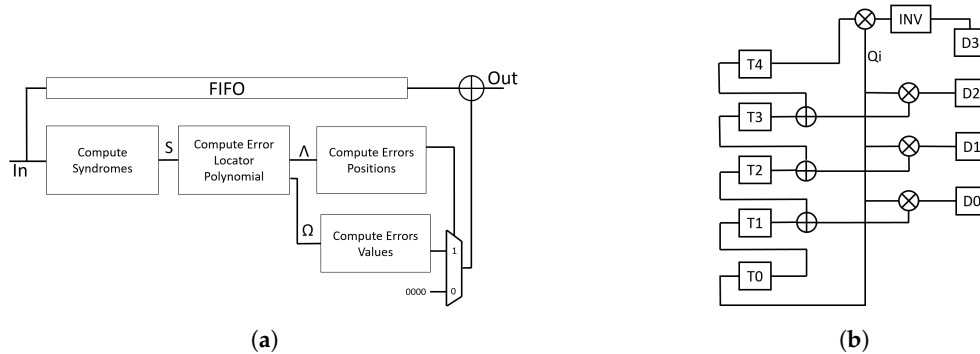 FIFO
Out
In
Compute
Syndromes
S
Compute Error
Locator
Polynomial
Λ
Compute Errors
Positions
Ω
Compute Errors
Values
1
0000
0
(a)
INV
D3
Qi
T4
D2
T3
D1
T2
D0
T1
T0
(b)